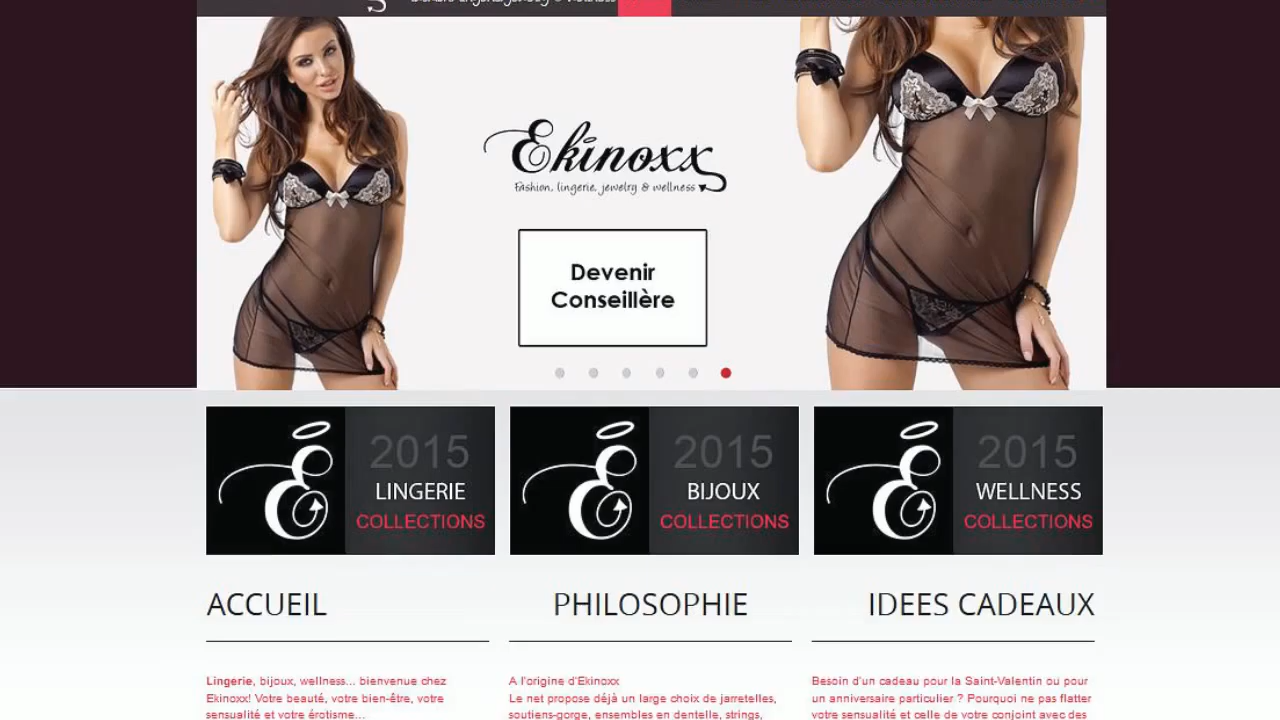 Ekinoxx
Fashion, lingerie, jewelry & wellness
Devenir
Conseillère
2015
LINGERIE
COLLECTIONS
2015
BIJOUX
COLLECTIONS
2015
WELLNESS
COLLECTIONS
ACCUEIL
Lingerie, bijoux, wellness... bienvenue chez
Ekinoxx! Votre beauté, votre bien-être, votre
sensualité et votre érotisme...
PHILOSOPHIE
A l'origine d'Ekinoxx
Le net propose déjà un large choix de jarretelles,
soutiens-gorge, ensembles en dentelle, strings,
IDEES CADEAUX
Besoin d'un cadeau pour la Saint-Valentin ou pour
un anniversaire particulier ? Pourquoi ne pas flatter
votre sensualité et celle de votre conjoint avec des